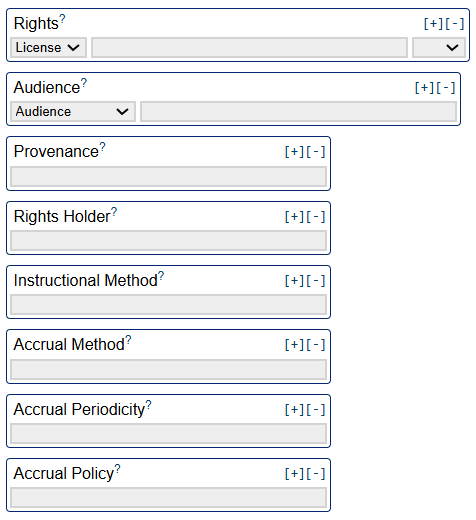 Rights? [+][-]
License
Audience? [+][-]
Audience
Provenance? [+][-]
Rights Holder? [+][-]
Instructional Method? [+][-]
Accrual Method? [+][-]
Accrual Periodicity? [+][-]
Accrual Policy? [+][-]